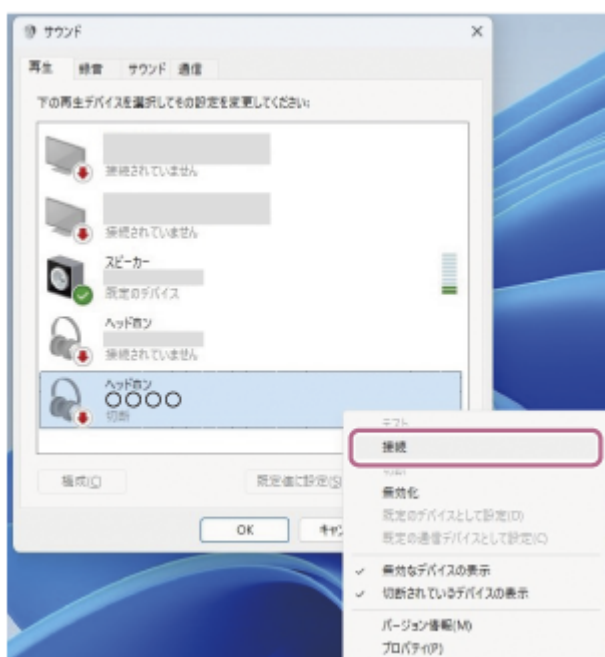 サウンド
再生 録音 サウンド 通信
下の再生デバイスを選択してその設定を変更してください:
接続されていません
接続されていません
スピーカー
既定のデバイス
ヘッドホン
接続されていません
ヘッドホン
○○○○
切断
構成(C)
既定値に設定(S)
OK
キャン
テスト
接続
切断
無効化
既定のデバイスとして設定(D)
既定の通信デバイスとして設定(C)
無効なデバイスの表示
切断されているデバイスの表示
バージョン情報(M)
プロパティ(P)